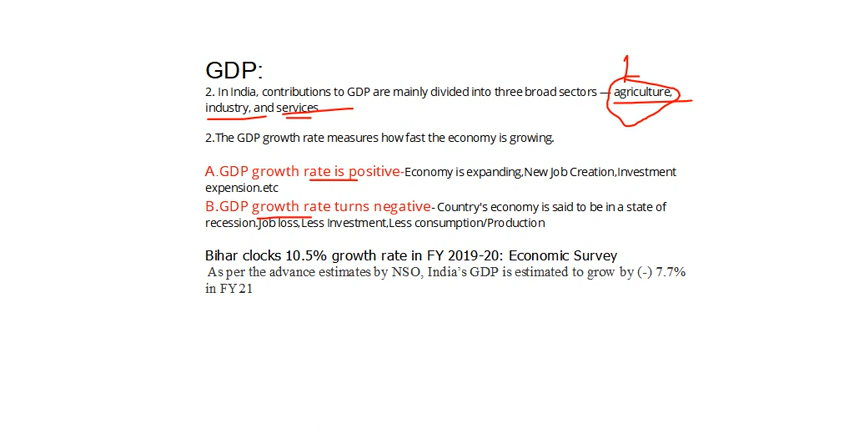 GDP:
2. In India, contributions to GDP are mainly divided into three broad sectors — agriculture,
industry, and services
2.The GDP growth rate measures how fast the economy is growing.
A.GDP growth rate is positive-Economy is expanding,New Job Creation,Investment
expension.etc
B.GDP growth rate turns negative- Country's economy is said to be in a state of
recession.Job loss,Less Investment,Less consumption/Production
Bihar clocks 10.5% growth rate in FY 2019-20: Economic Survey
As per the advance estimates by NSO, India's GDP is estimated to grow by (-) 7.7%
in FY21